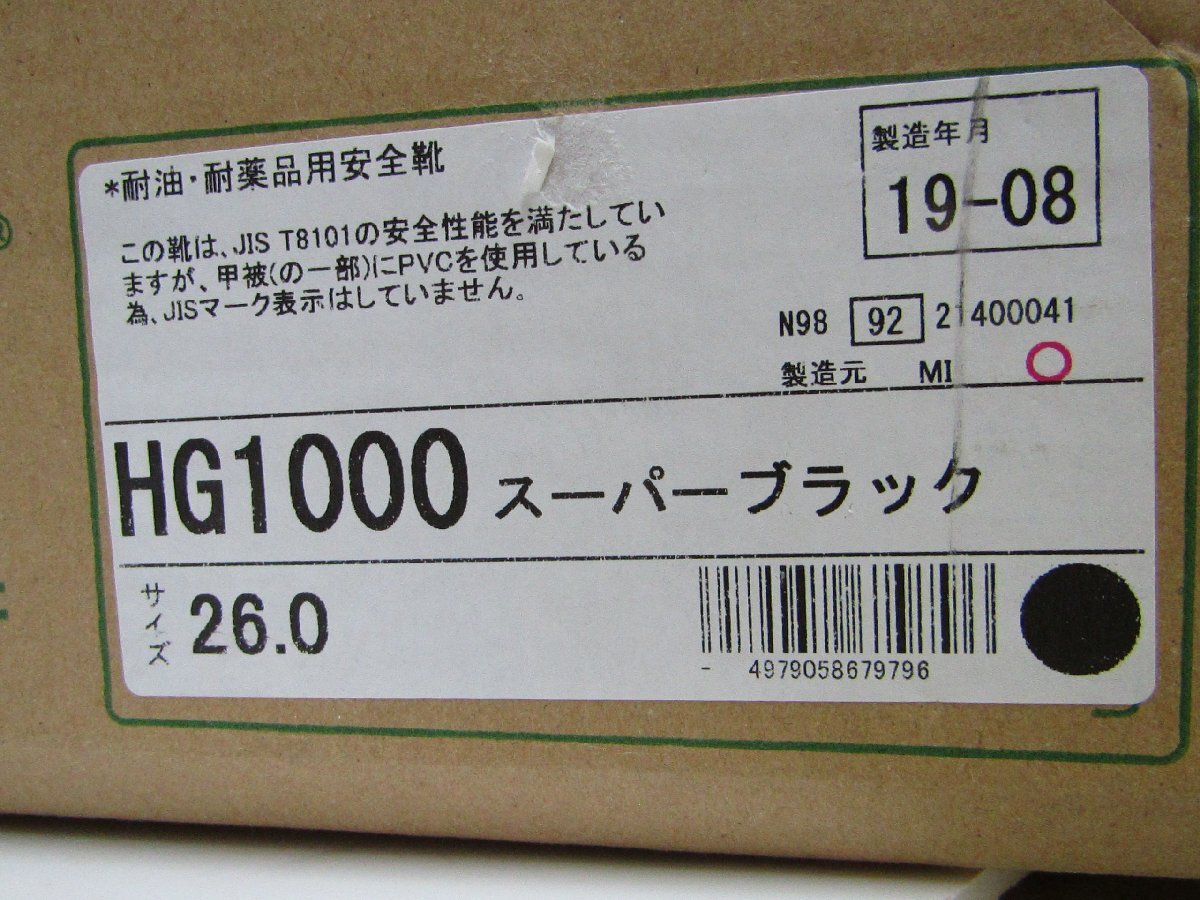 *耐油・耐薬品用安全靴
この靴は、JIS T8101の安全性能を満たしてい
ますが、甲被(の一部)にPVCを使用している
為、JISマーク表示はしていません。
製造年月
19-08
N98 92 21400041
製造元 MI
HG1000 スーパーブラック
サイズ 26.0
- 4979058679796
®